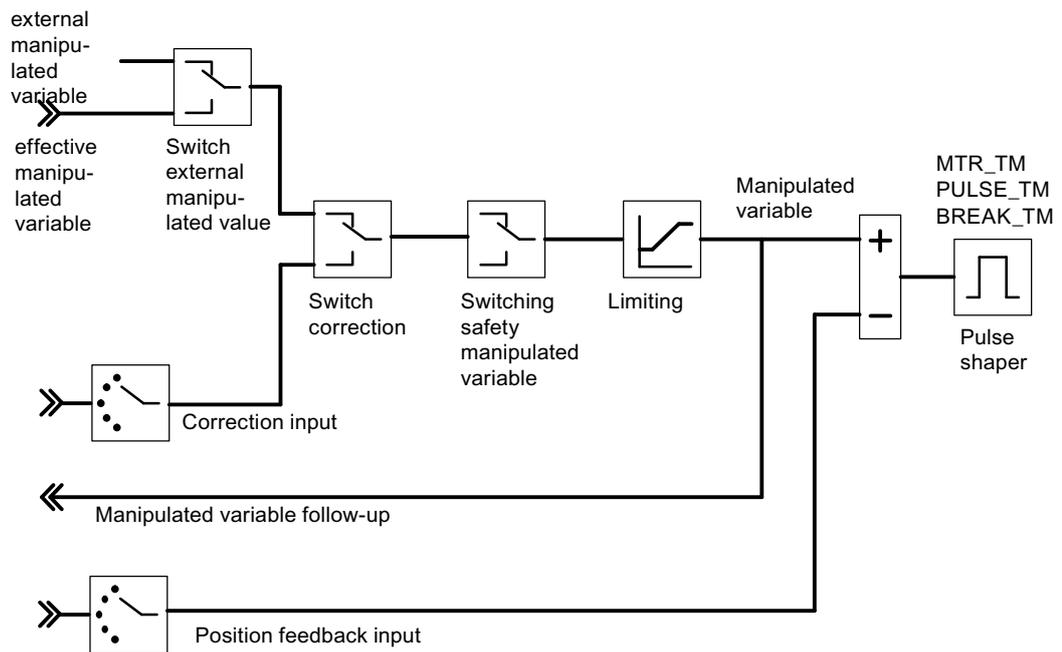 external
manipu-
lated
variable
effective
manipu-
lated
variable
Switch
external
manipu-
lated value
Switch
correction
Switching
safety
manipulated
variable
Limiting
Manipulated
variable
MTR_TM
PULSE_TM
BREAK_TM
+
−
Pulse
shaper
Correction input
Manipulated variable follow-up
Position feedback input